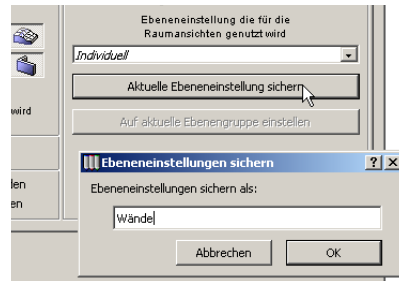 Ebeneneinstellung die für die
Raumansichten genutzt wird
Individuell
Aktuelle Ebeneneinstellung sichern
wird
Auf aktuelle Ebenengruppe einstellen
Ebeneneinstellungen sichern
len
Ebeneneinstellungen sichern als:
en
Wände
Abbrechen
OK